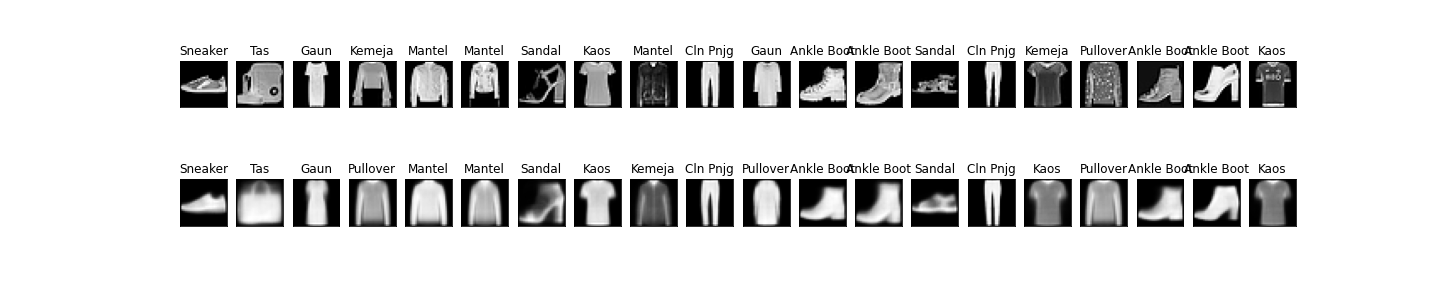 Sneaker Tas Gaun Kemeja Mantel Mantel Sandal Kaos Mantel Cln Pnjg Gaun Ankle Boot Ankle Boot Sandal Cln Pnjg Kemeja Pullover Ankle Boot Ankle Boot Kaos
Sneaker Tas Gaun Pullover Mantel Mantel Sandal Kaos Kemeja Cln Pnjg Pullover Ankle Boot Ankle Boot Sandal Cln Pnjg Kaos Pullover Ankle Boot Ankle Boot Kaos